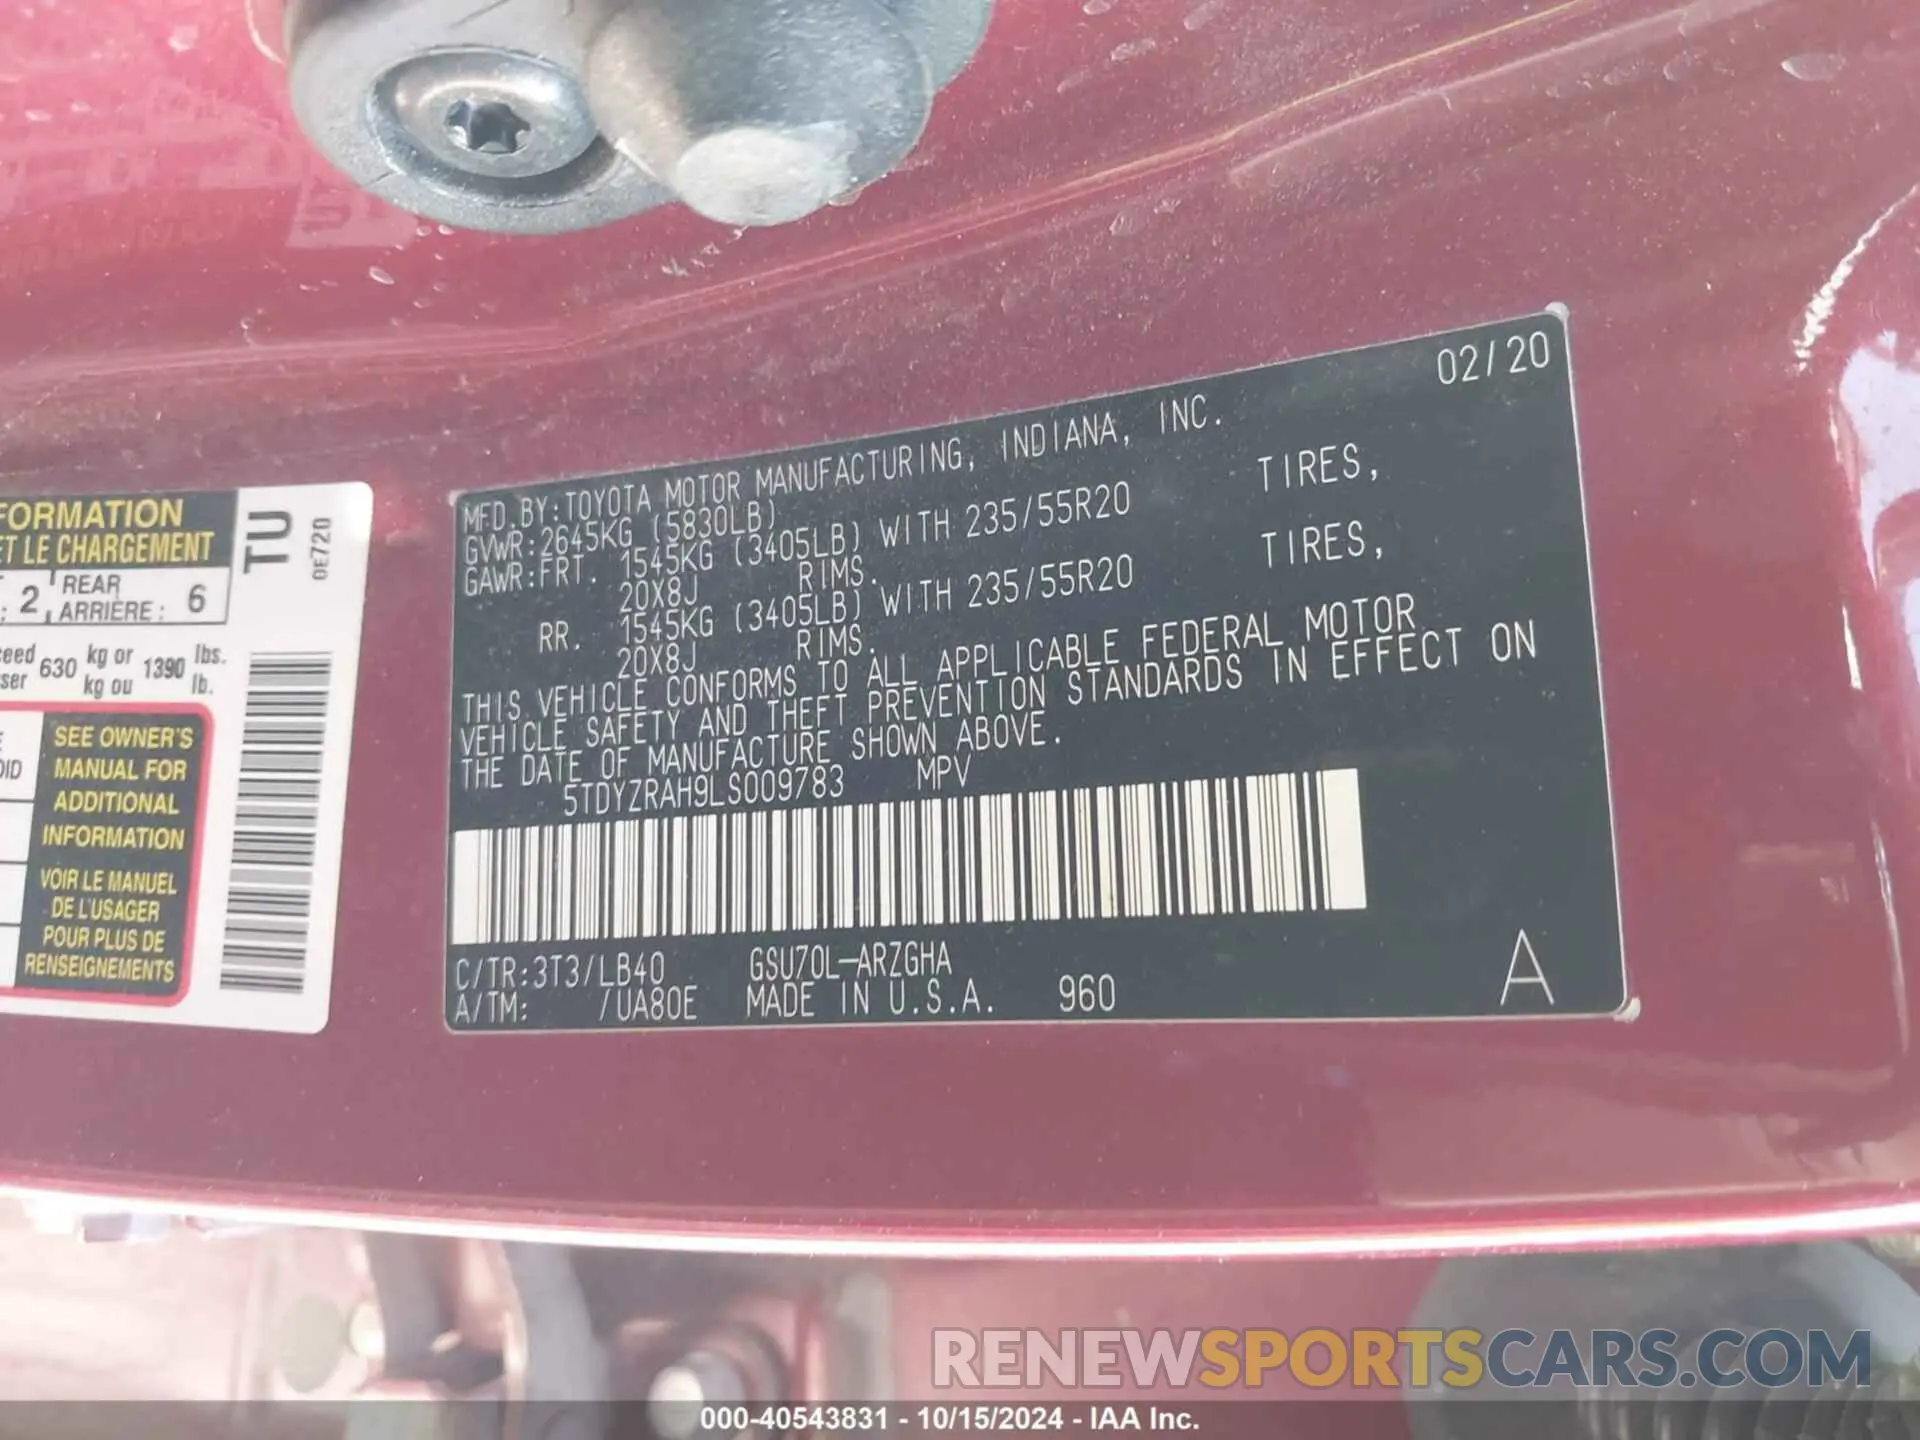 FORMATION
ET LE CHARGEMENT
: 2 REAR
ARRIÈRE : 6
630 kg or 1390 lbs.
kg ou lb.
SEE OWNER'S
MANUAL FOR
ADDITIONAL
INFORMATION
VOIR LE MANUEL
DE L'USAGER
POUR PLUS DE
RENSEIGNEMENTS
TU
0E720
02/20
MFD.BY:TOYOTA MOTOR MANUFACTURING, INDIANA, INC.
GVWR:2645KG (5830LB)
GAWR:FRT. 1545KG (3405LB) WITH 235/55R20 TIRES,
20X8J RIMS.
RR. 1545KG (3405LB) WITH 235/55R20 TIRES,
20X8J RIMS.
THIS VEHICLE CONFORMS TO ALL APPLICABLE FEDERAL MOTOR
VEHICLE SAFETY AND THEFT PREVENTION STANDARDS IN EFFECT ON
THE DATE OF MANUFACTURE SHOWN ABOVE.
5TDYZRAH9LS009783 MPV
C/TR:3T3/LB40 GSU70L-ARZGHA
A/TM: /UA80E MADE IN U.S.A. 960
A
RENEWSPORTSCARS.COM
000-40543831 - 10/15/2024 - IAA Inc.